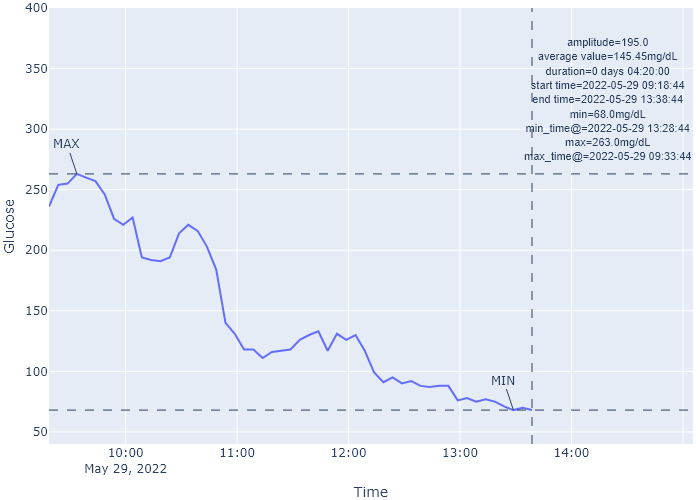 400
350
300
250
200
150
100
50
Glucose
MAX
MIN
amplitude=195.0
average value=145.45mg/dL
duration=0 days 04:20:00
start time=2022-05-29 09:18:44
end time=2022-05-29 13:38:44
min=68.0mg/dL
min_time@=2022-05-29 13:28:44
max=263.0mg/dL
max_time@=2022-05-29 09:33:44
10:00 11:00 12:00 13:00 14:00
May 29, 2022
Time